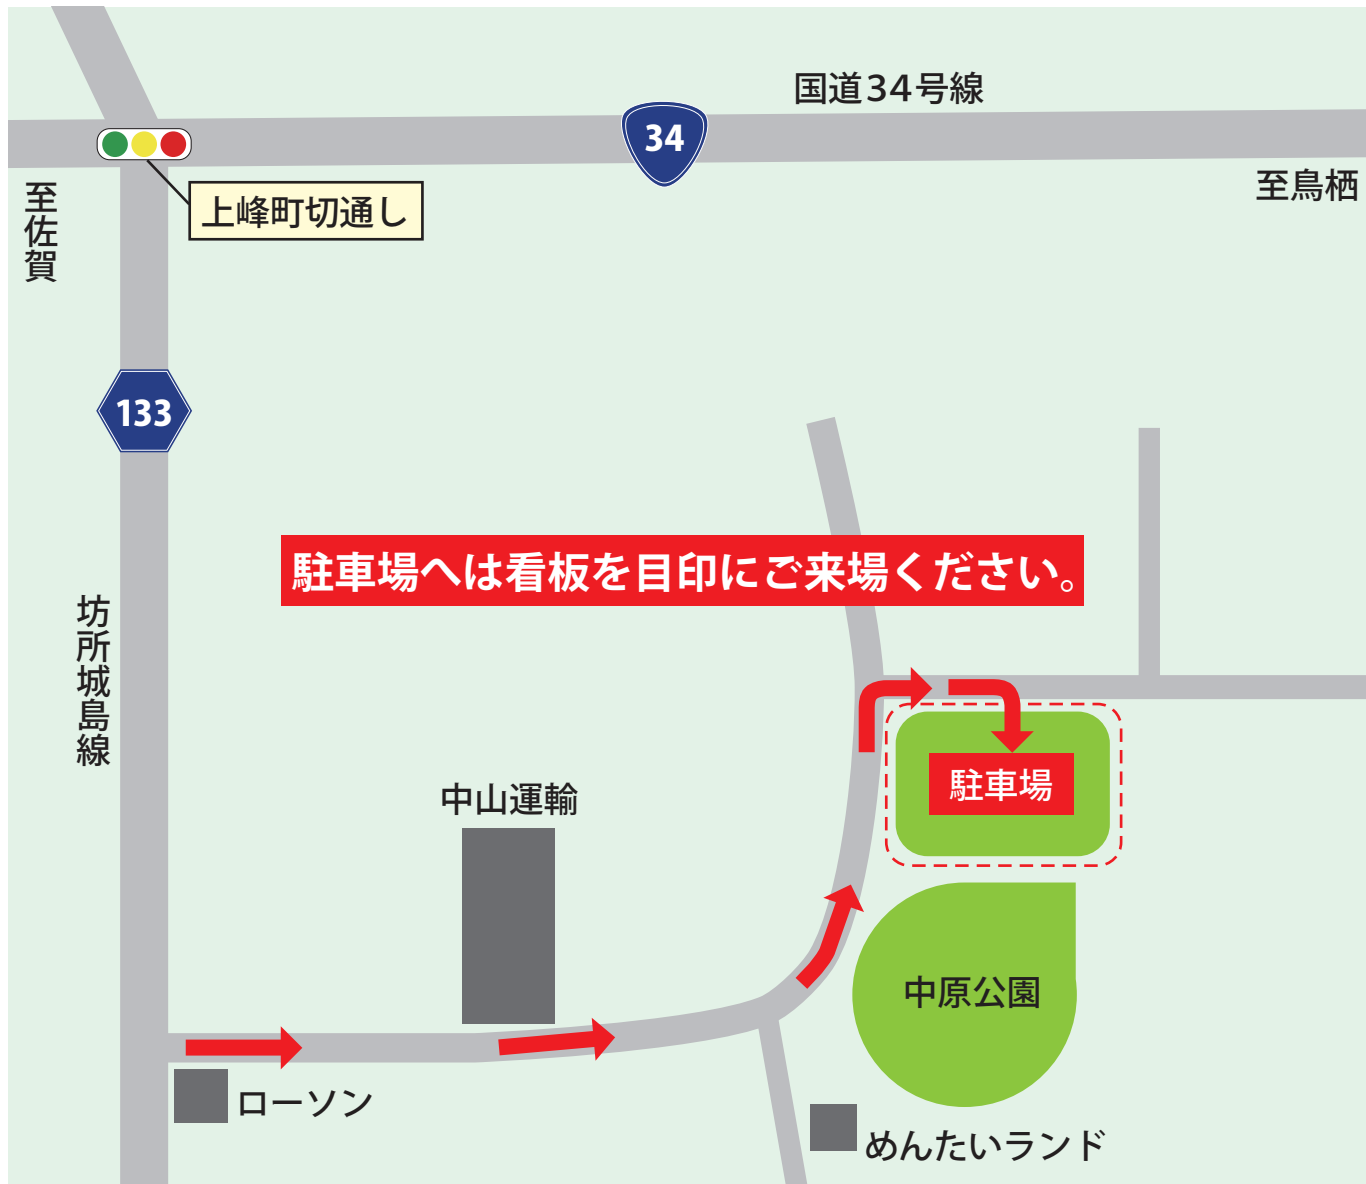 国道34号線
34
至鳥栖
至佐賀
上峰町切通し
133
駐車場へは看板を目印にご来場ください。
坊所城島線
駐車場
中山運輸
中原公園
ローソン
めんたいランド